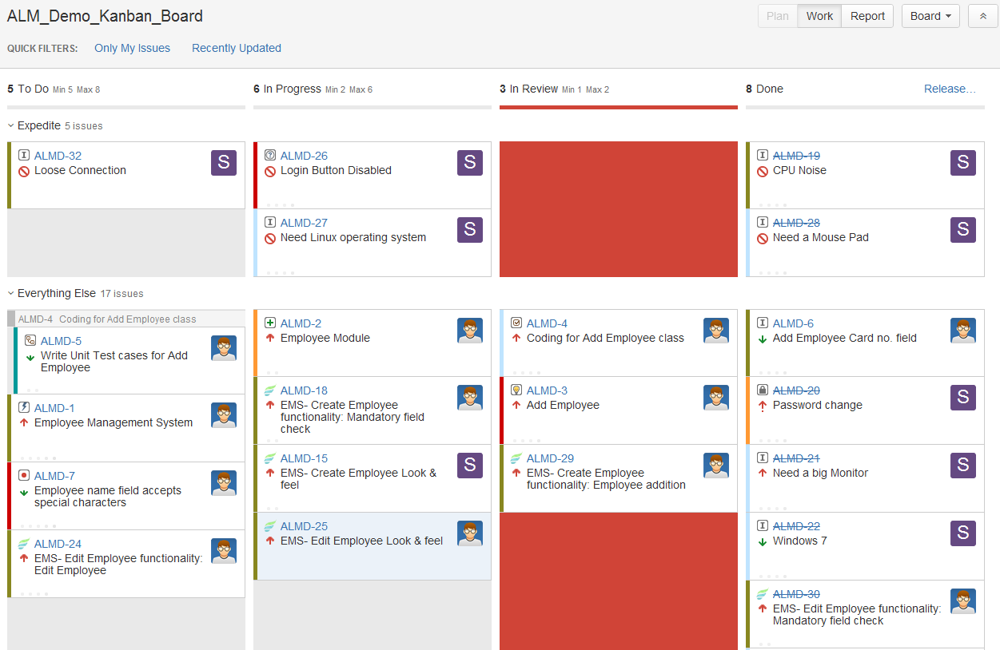 ALM_Demo_Kanban_Board
Plan Work Report Board
QUICK FILTERS: Only My Issues Recently Updated
5 To Do Min 5 Max 8
6 In Progress Min 2 Max 6
3 In Review Min 1 Max 2
8 Done Release…
Expedite 5 issues
ALMD-32
Loose Connection
S
ALMD-26
Login Button Disabled
S
ALMD-27
Need Linux operating system
S
ALMD-19
CPU Noise
S
ALMD-28
Need a Mouse Pad
S
Everything Else 17 issues
ALMD-4 Coding for Add Employee class
ALMD-5
Write Unit Test cases for Add
Employee
ALMD-1
Employee Management System
ALMD-7
Employee name field accepts
special characters
ALMD-24
EMS- Edit Employee functionality:
Edit Employee
ALMD-2
Employee Module
ALMD-18
EMS- Create Employee
functionality: Mandatory field
check
ALMD-15
EMS- Create Employee Look &
feel
S
ALMD-25
EMS- Edit Employee Look & feel
ALMD-4
Coding for Add Employee class
ALMD-3
Add Employee
ALMD-29
EMS- Create Employee
functionality: Employee addition
ALMD-6
Add Employee Card no. field
ALMD-20
Password change
S
ALMD-21
Need a big Monitor
S
ALMD-22
Windows 7
S
ALMD-30
EMS- Edit Employee functionality:
Mandatory field check